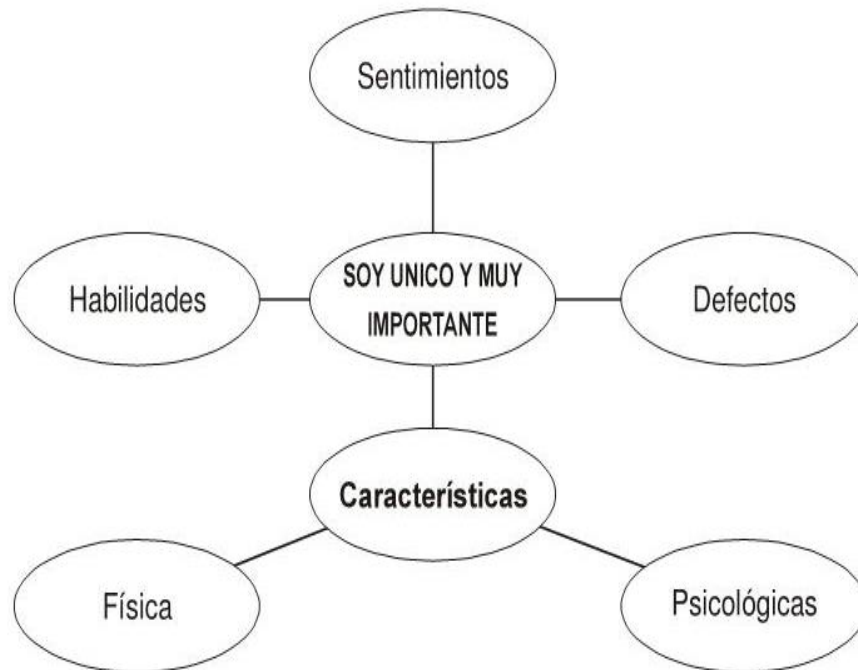 Sentimientos
Habilidades
SOY UNICO Y MUY
IMPORTANTE
Defectos
Características
Física
Psicológicas